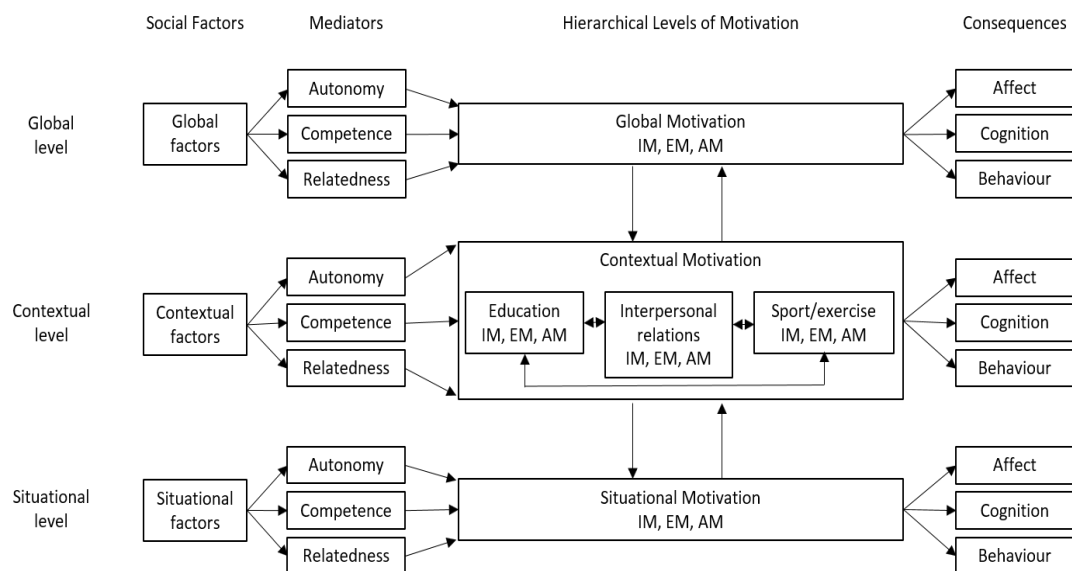 Social Factors
Mediators
Hierarchical Levels of Motivation
Consequences
Global
level
Global
factors
Autonomy
Competence
Relatedness
Global Motivation
IM, EM, AM
Affect
Cognition
Behaviour
Contextual
level
Contextual
factors
Autonomy
Competence
Relatedness
Contextual Motivation
Education
IM, EM, AM
Interpersonal
relations
IM, EM, AM
Sport/exercise
IM, EM, AM
Affect
Cognition
Behaviour
Situational
level
Situational
factors
Autonomy
Competence
Relatedness
Situational Motivation
IM, EM, AM
Affect
Cognition
Behaviour